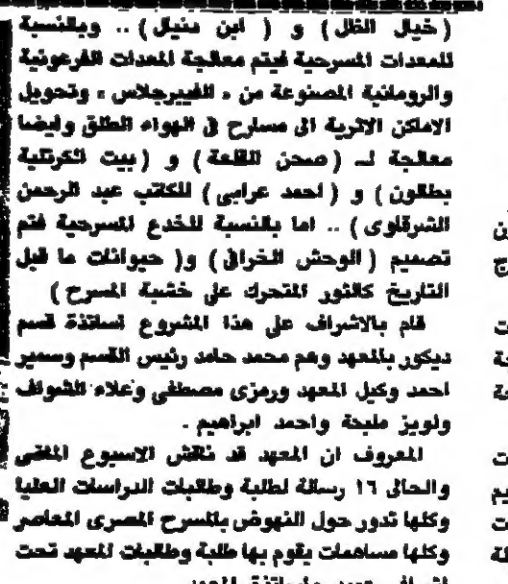 ( خيال الظل ) و ( ابن دنيال ) .. وبالنسبة
للمعدات المسرحية فيتم معالجة المعدات الفرعونية
والرومانية المصنوعة من « الفيبرجلاس » وتحويل
الاماكن الاثرية الى مسارح في الهواء الطلق وايضا
معالجة لـ ( صحن القلعة ) و ( بيت الكرتلية
بطالون ) و ( احمد عرابى ) للكاتب عبد الرحمن
الشرقاوى ) .. اما بالنسبة للخدع المسرحية فتم
تصميم ( الوحش الخرافى ) و( حيوانات ما قبل
التاريخ كالثور المتحرك على خشبة المسرح )
قام بالاشراف على هذا المشروع اساتذة قسم
ديكور بالمعهد وهم محمد حامد رئيس القسم وسمير
احمد وكيل المعهد ورمزى مصطفى وعلاء
ولويز مليحة واحمد ابراهيم .
المعروف ان المعهد قد ناقش الاسبوع الماضى
والحالى ١٦ رسالة لطلبة وطالبات الدراسات العليا
وكلها تدور حول النهوض بالمسرح المصرى المعاصر
وكلها مساهمات يقوم بها طلبة وطالبات المعهد تحت